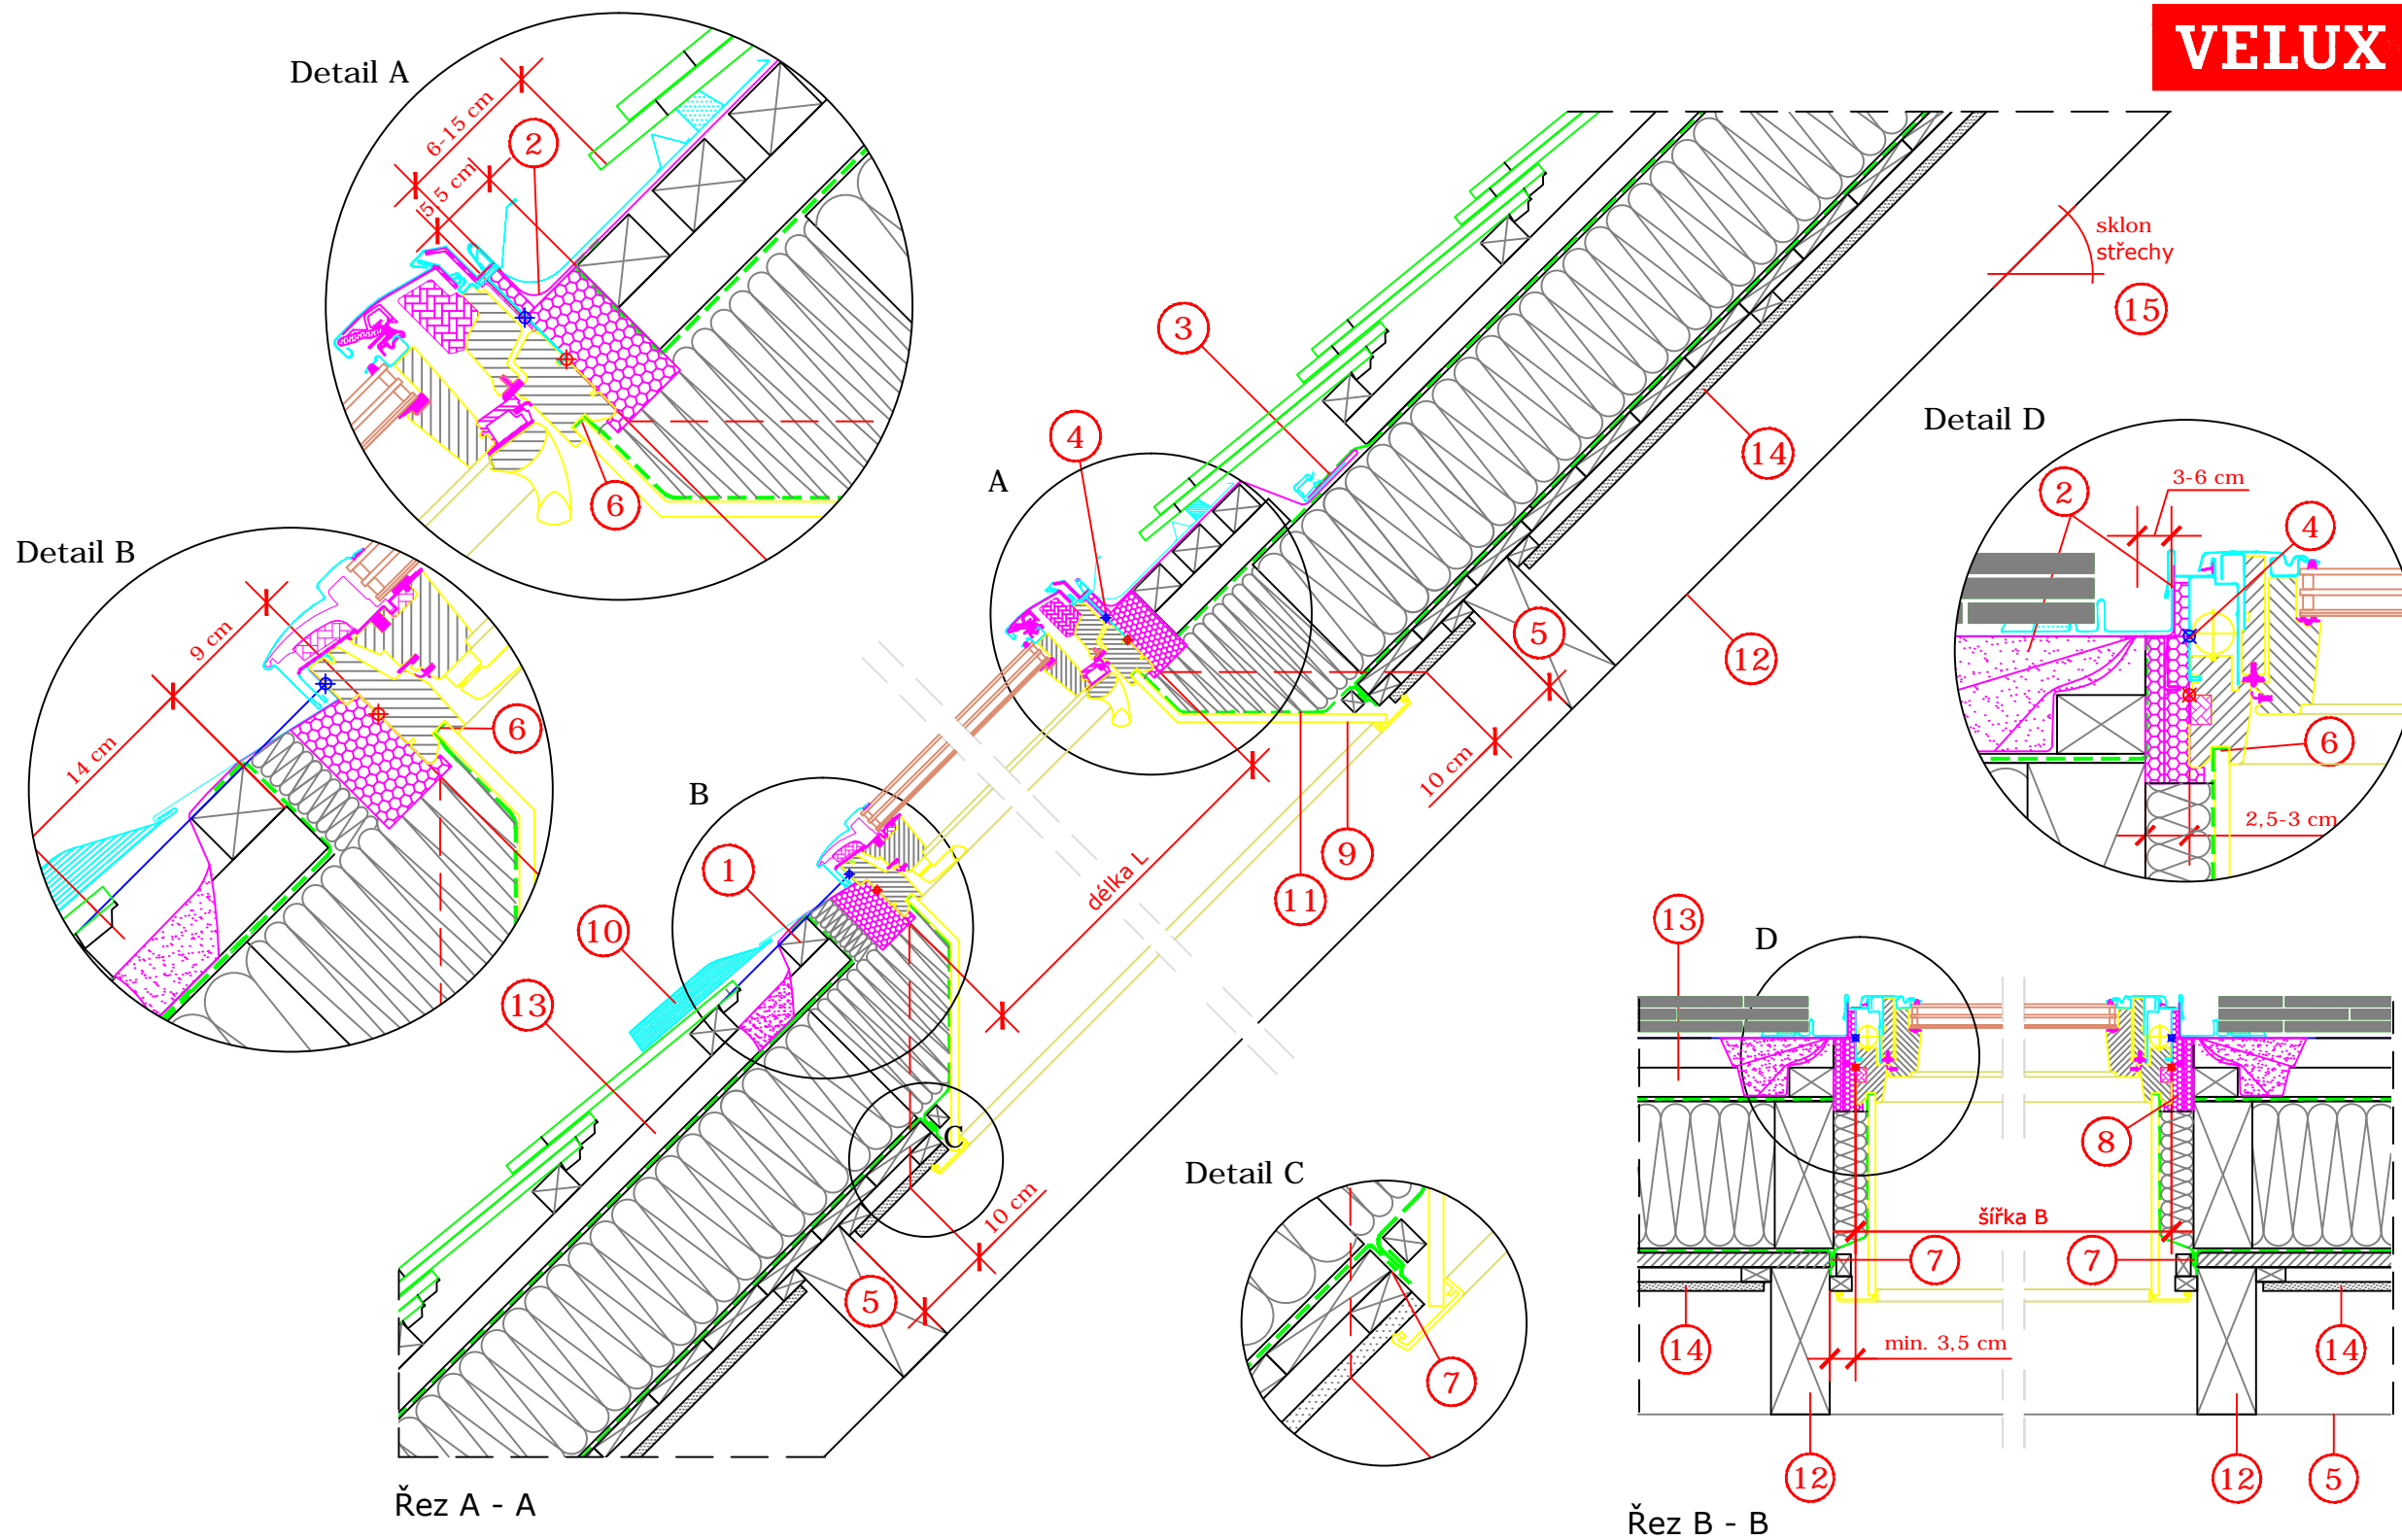 VELUX
Detail A
6-15 cm
5,5 cm
2
6
Detail B
9 cm
14 cm
6
sklon
střechy
15
3
4
A
14
5
12
Detail D
2
3-6 cm
4
6
2,5-3 cm
B
1
10
13
délka L
10 cm
9
11
C
10 cm
5
Detail C
7
13
D
8
šířka B
7
7
14
min. 3,5 cm
14
12
12
5
Řez A - A
Řez B - B